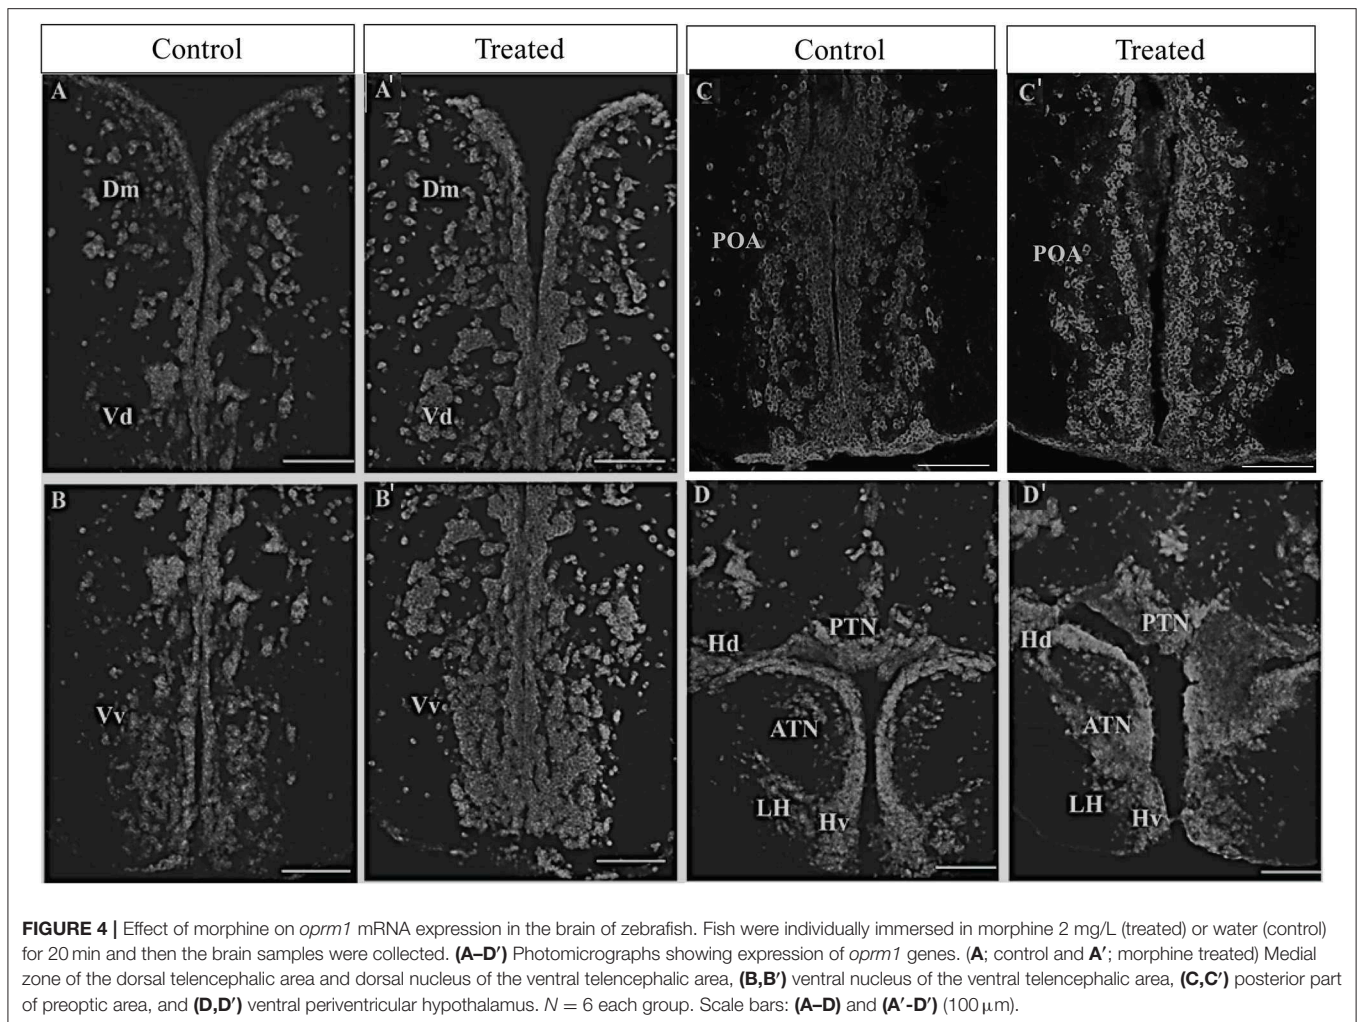 Control
Treated
Control
Treated
A
Dm
Vd
A'
Dm
Vd
C
POA
C'
POA
B
Vv
B'
Vv
D
PTN
Hd
ATN
LH
Hv
D'
PTN
Hd
ATN
LH
Hv
FIGURE 4 | Effect of morphine on oprm1 mRNA expression in the brain of zebrafish. Fish were individually immersed in morphine 2 mg/L (treated) or water (control)
for 20 min and then the brain samples were collected. (A–D′) Photomicrographs showing expression of oprm1 genes. (A; control and A′; morphine treated) Medial
zone of the dorsal telencephalic area and dorsal nucleus of the ventral telencephalic area, (B,B′) ventral nucleus of the ventral telencephalic area, (C,C′) posterior part
of preoptic area, and (D,D′) ventral periventricular hypothalamus. N = 6 each group. Scale bars: (A–D) and (A′-D′) (100 μm).